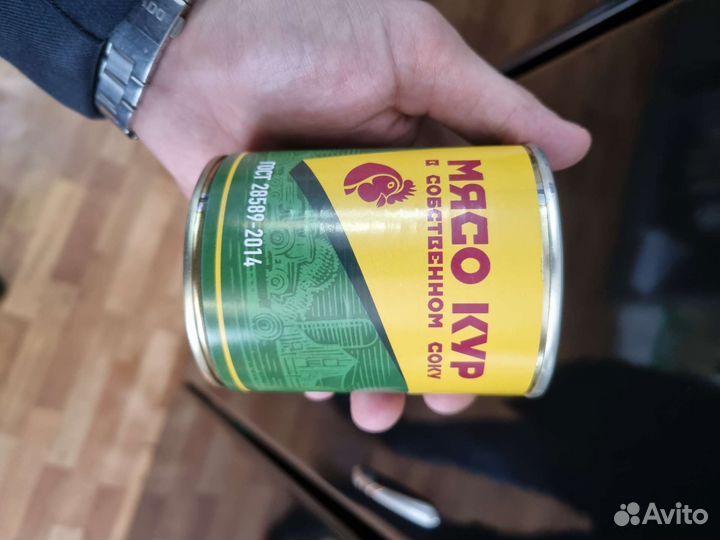 МЯСО КУР
В СОБСТВЕННОМ СОКУ
ГОСТ 28589-2014
Avito